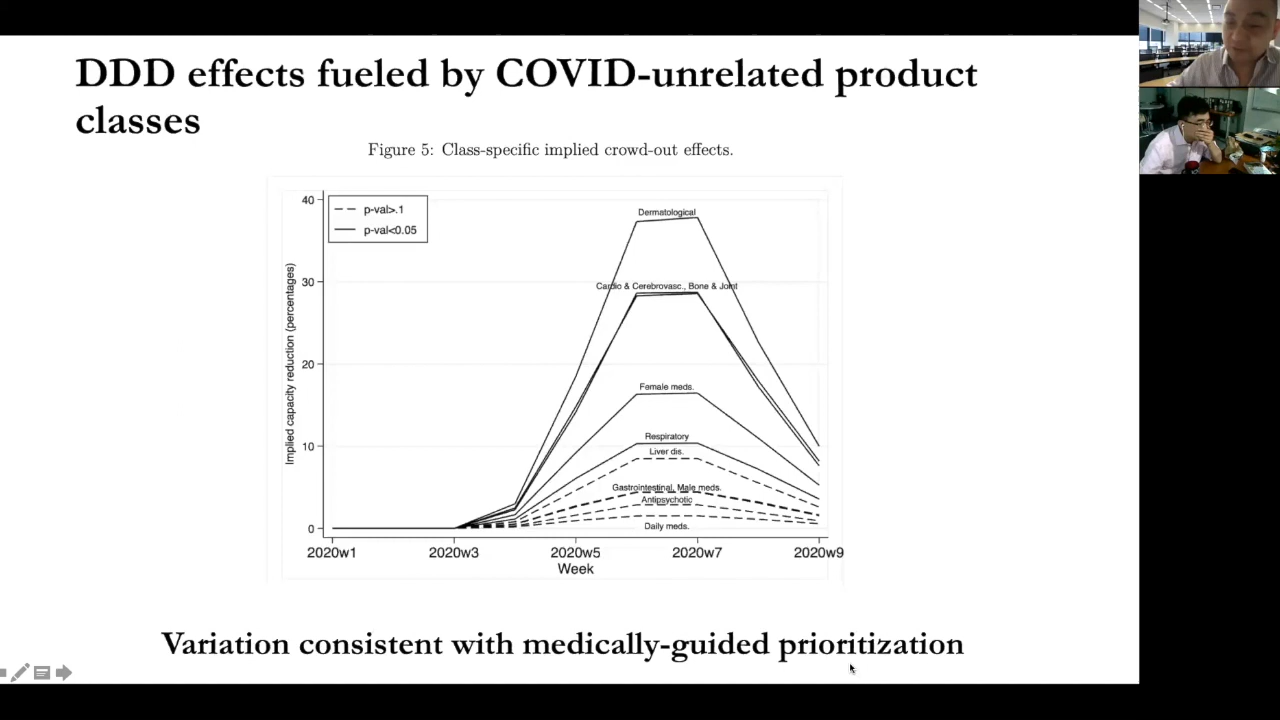 DDD effects fueled by COVID-unrelated product
classes
Figure 5: Class-specific implied crowd-out effects.
p-val>.1
p-val<0.05
Implied capacity reduction (percentages)
40
30
20
10
0
Dermatological
Cardio & Cerebrovasc., Bone & Joint
Female meds.
Respiratory
Liver dis.
Gastrointestinal, Male meds.
Antipsychotic
Daily meds.
2020w1 2020w3 2020w5 2020w7 2020w9
Week
Variation consistent with medically-guided prioritization